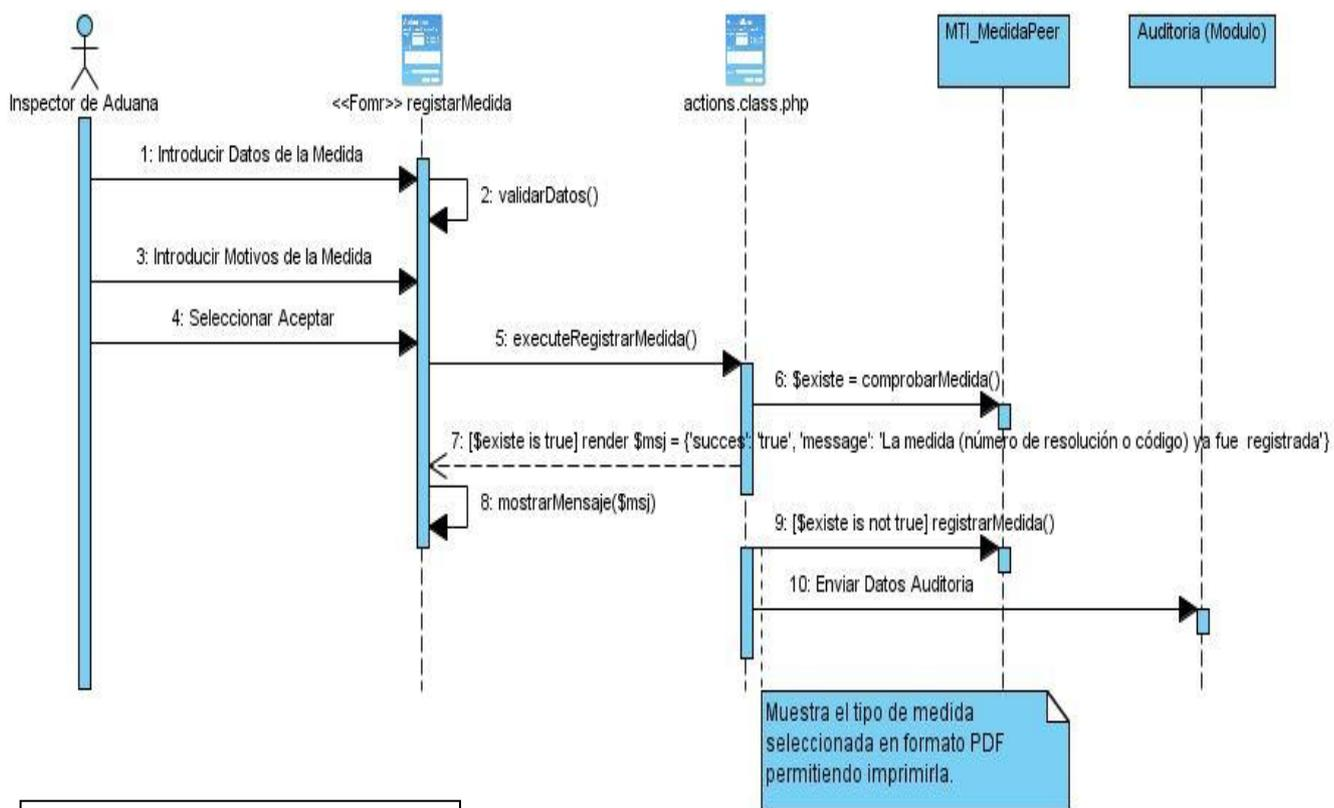 MTI_MedidaPeer
Auditoria (Modulo)
Inspector de Aduana
<<Fomr>> registarMedida
actions.class.php
1: Introducir Datos de la Medida
2: validarDatos()
3: Introducir Motivos de la Medida
4: Seleccionar Aceptar
5: executeRegistrarMedida()
6: $existe = comprobarMedida()
7: [$existe is true] render $msj = {'succes': 'true', 'message': 'La medida (número de resolución o código) ya fue registrada'}
8: mostrarMensaje($msj)
9: [$existe is not true] registrarMedida()
10: Enviar Datos Auditoria
Muestra el tipo de medida
seleccionada en formato PDF
permitiendo imprimirla.